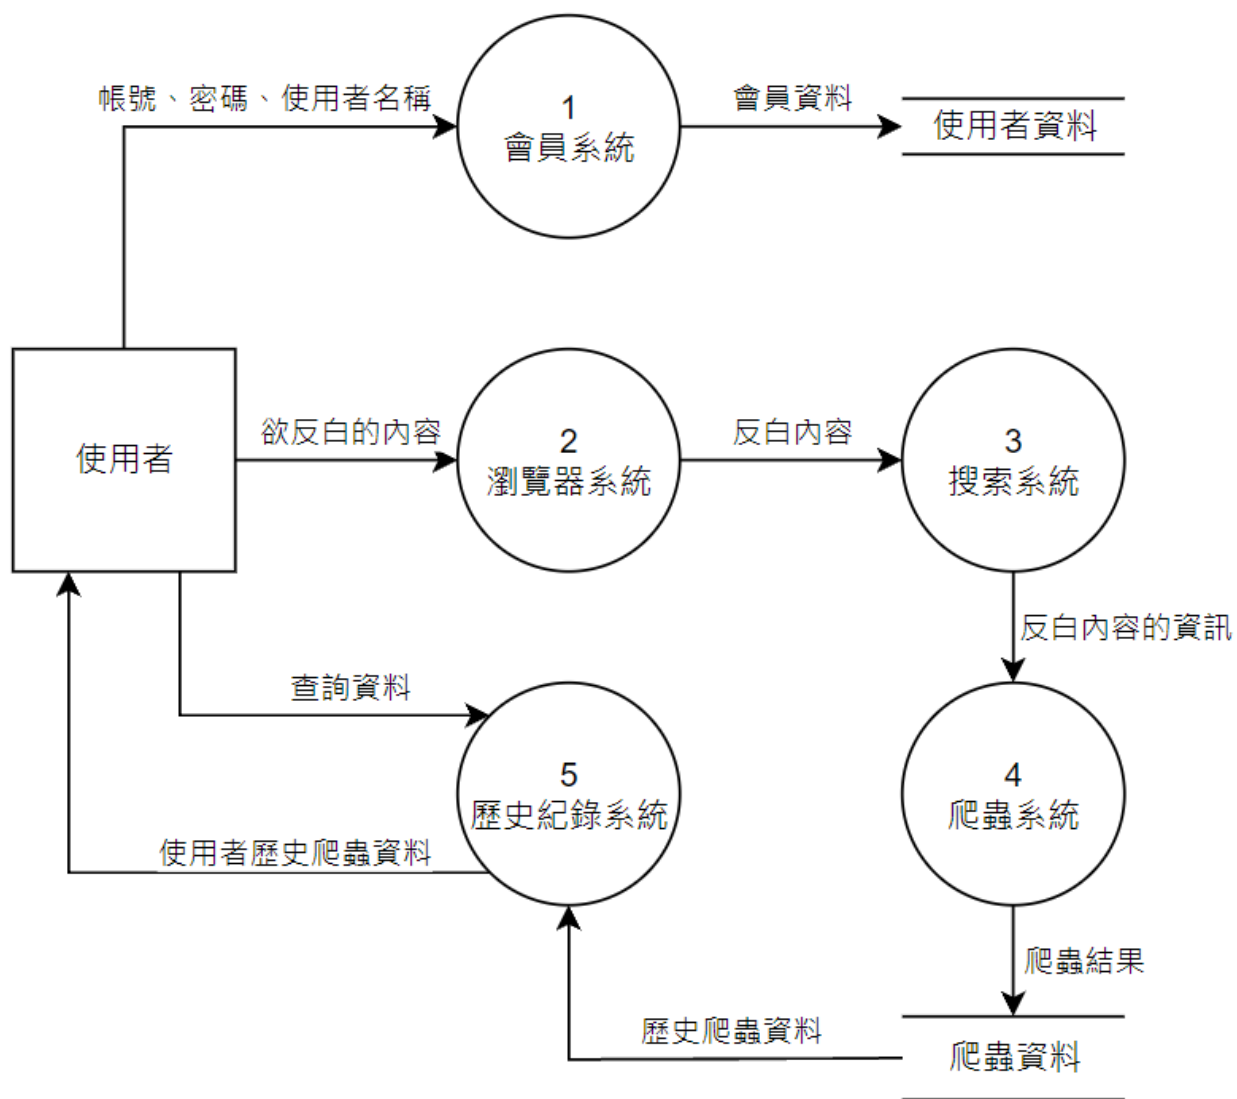 帳號、密碼、使用者名稱
1
會員系統
會員資料
使用者資料
使用者
欲反白的內容
2
瀏覽器系統
反白內容
3
搜索系統
反白內容的資訊
查詢資料
5
歷史紀錄系統
4
爬蟲系統
使用者歷史爬蟲資料
爬蟲結果
歷史爬蟲資料
爬蟲資料